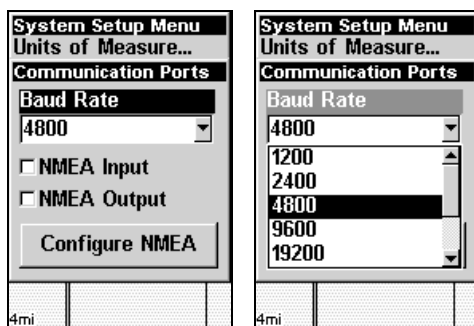 System Setup Menu
Units of Measure...
Communication Ports
Baud Rate
4800
NMEA Input
NMEA Output
Configure NMEA
4mi
System Setup Menu
Units of Measure...
Communication Ports
Baud Rate
4800
1200
2400
4800
9600
19200
4mi